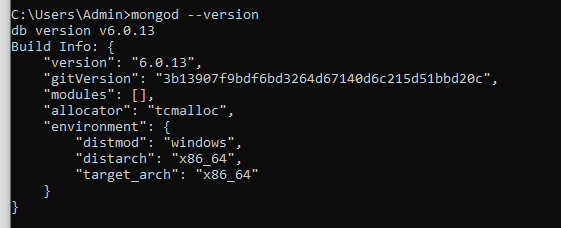 C:\Users\Admin>mongod --version
db version v6.0.13
Build Info: {
    "version": "6.0.13",
    "gitVersion": "3b13907f9bdf6bd3264d67140d6c215d51bbd20c",
    "modules": [],
    "allocator": "tcmalloc",
    "environment": {
        "distmod": "windows",
        "distarch": "x86_64",
        "target_arch": "x86_64"
    }
}